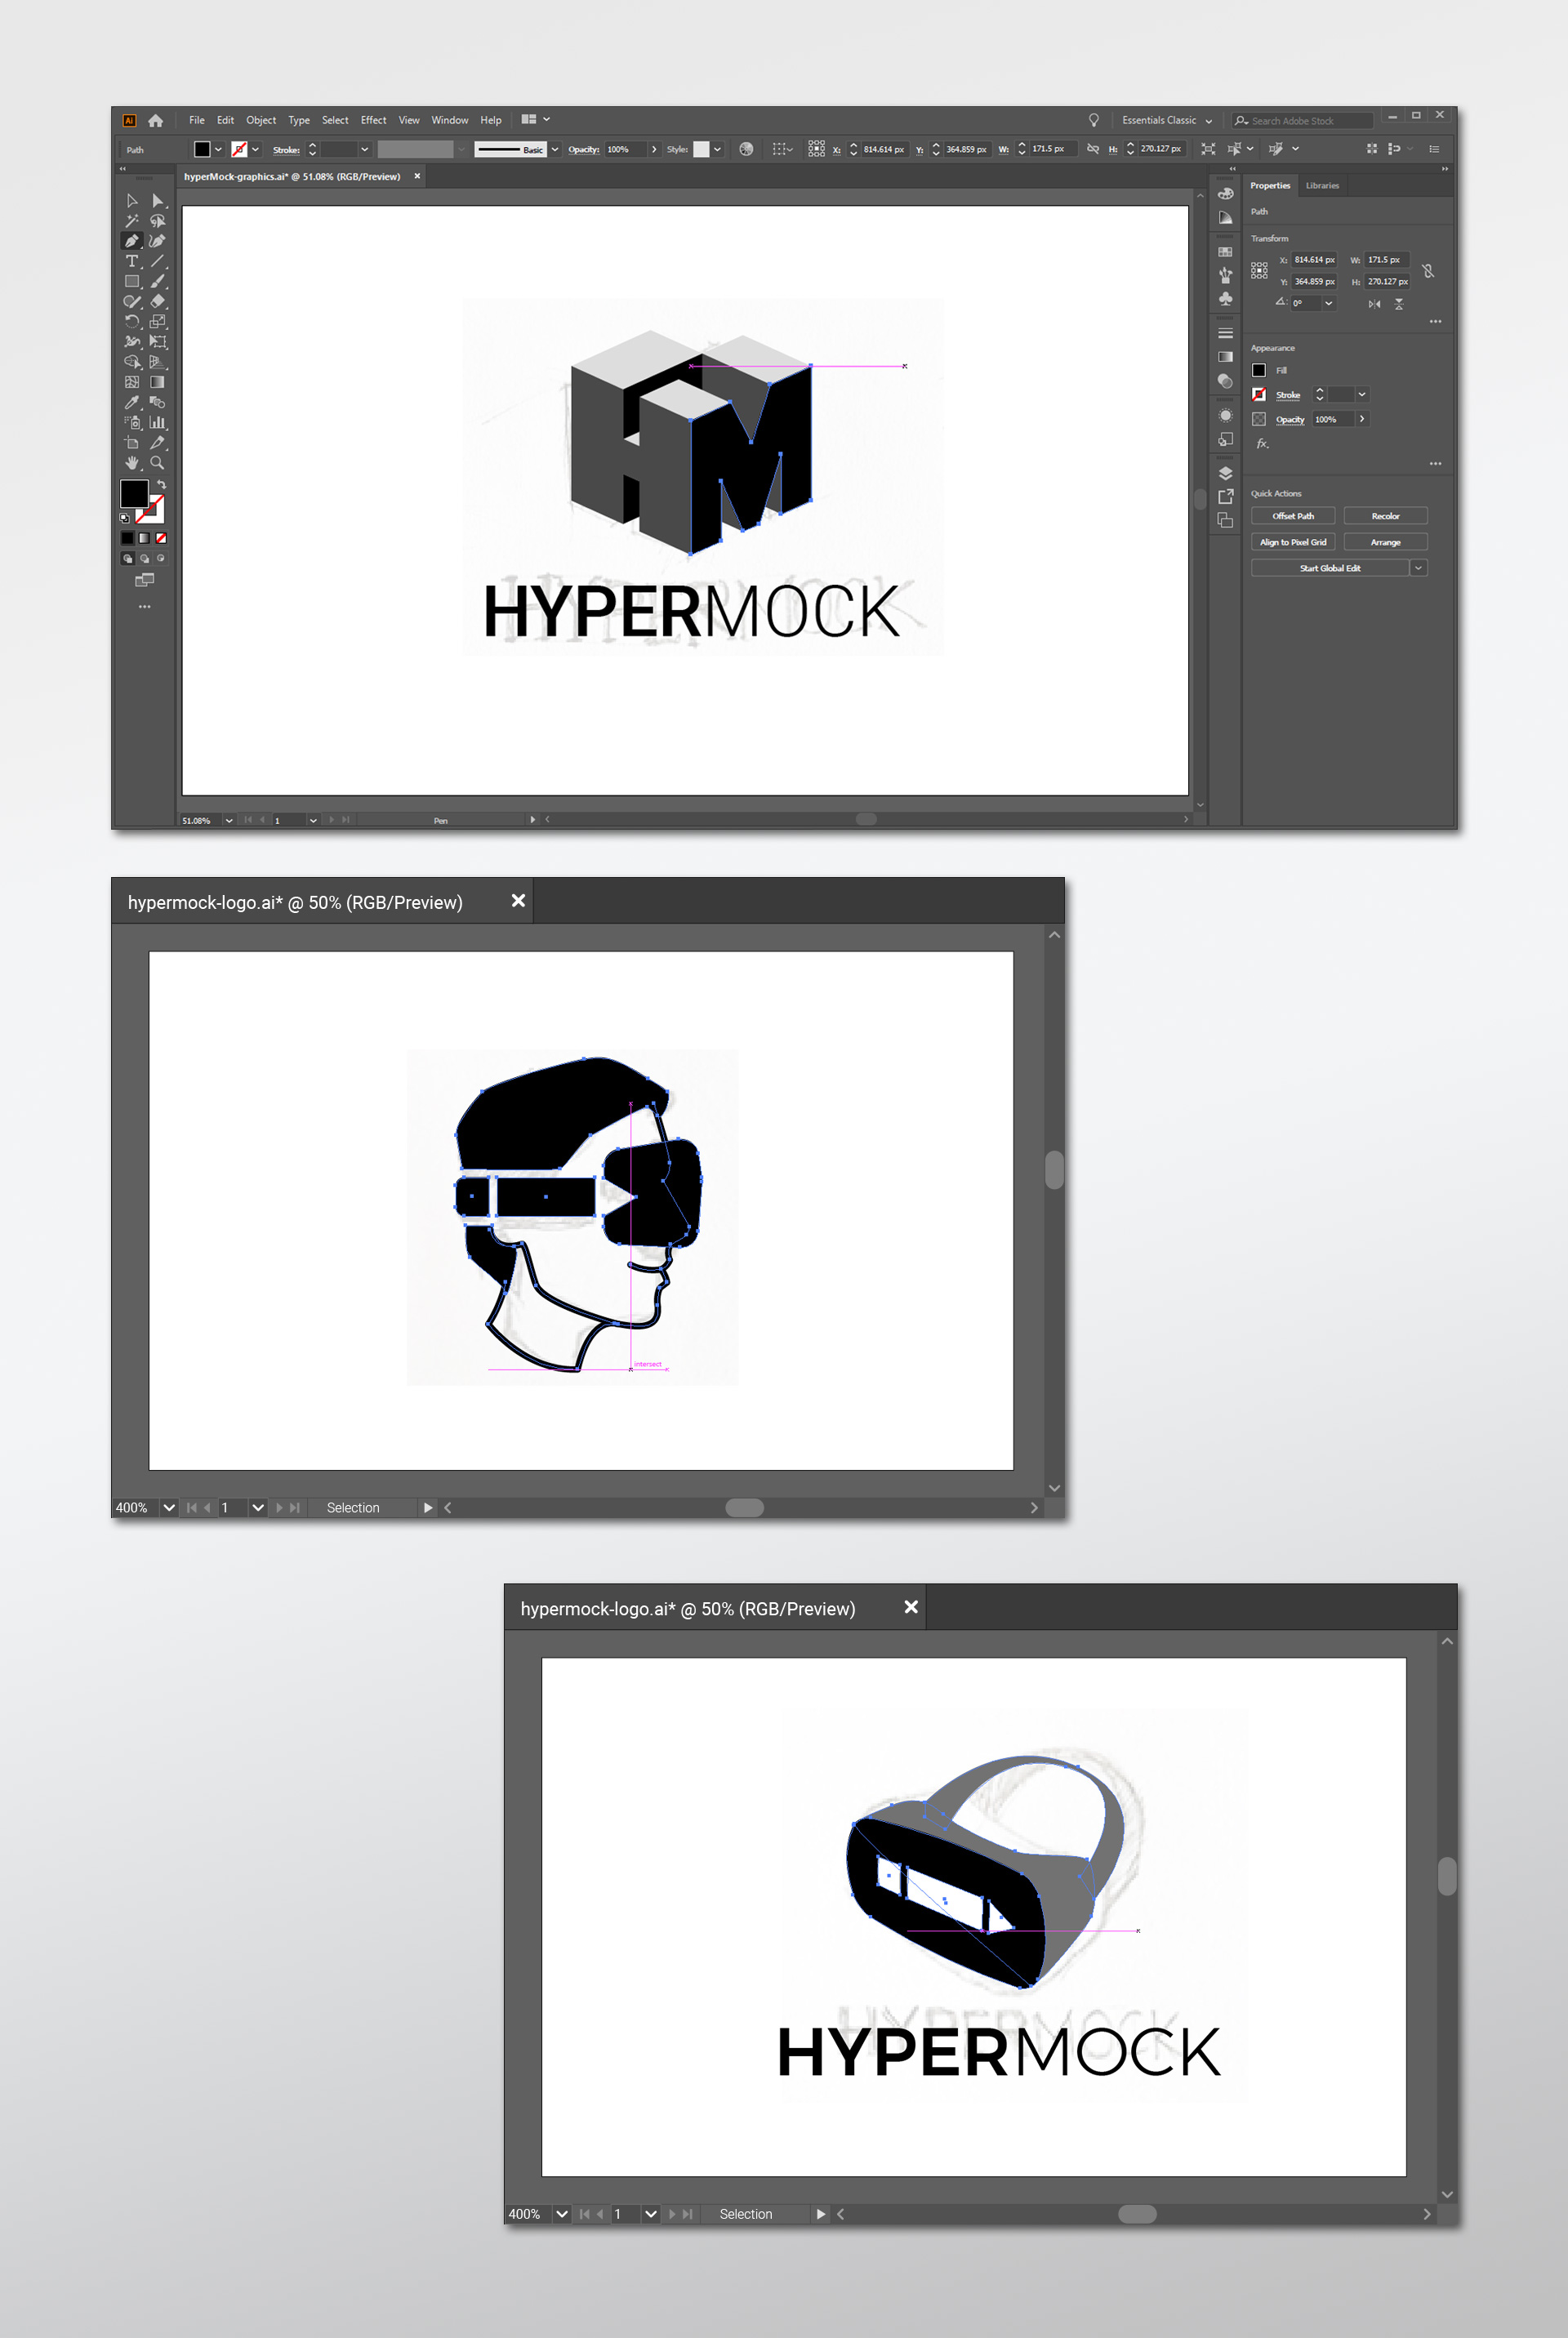 Ai File Edit Object Type Select Effect View Window Help Essentials Classic Search Adobe Stock
Path Stroke: Basic Opacity: 100% Style: X: 814.614 px Y: 364.859 px W: 171.5 px H: 270.127 px
hyperMock-graphics.ai* @ 51.08% (RGB/Preview) ×
Properties Libraries
Path
Transform
X: 814.614 px W: 171.5 px
Y: 364.859 px H: 270.127 px
0°
Appearance
Fill
Stroke
Opacity 100%
fx.
Quick Actions
Offset Path Recolor
Align to Pixel Grid Arrange
Start Global Edit
HM
HYPERMOCK
HYPERMOCK
51.08% 1 Pen
hypermock-logo.ai* @ 50% (RGB/Preview) ×
intersect
400% 1 Selection
hypermock-logo.ai* @ 50% (RGB/Preview) ×
HYPERMOCK
HYPERMOCK
400% 1 Selection